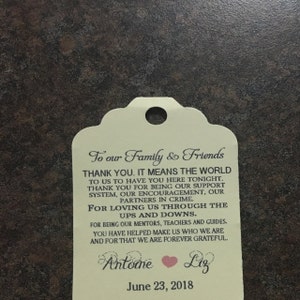 To our Family & Friends
THANK YOU. IT MEANS THE WORLD
TO US TO HAVE YOU HERE TONIGHT.
THANK YOU FOR BEING OUR SUPPORT
SYSTEM, OUR ENCOURAGEMENT, OUR
PARTNERS IN CRIME.
FOR LOVING US THROUGH THE
UPS AND DOWNS.
FOR BEING OUR MENTORS, TEACHERS AND GUIDES.
YOU HAVE HELPED MAKE US WHO WE ARE
AND FOR THAT WE ARE FOREVER GRATEFUL.
Antoine Liz
June 23, 2018